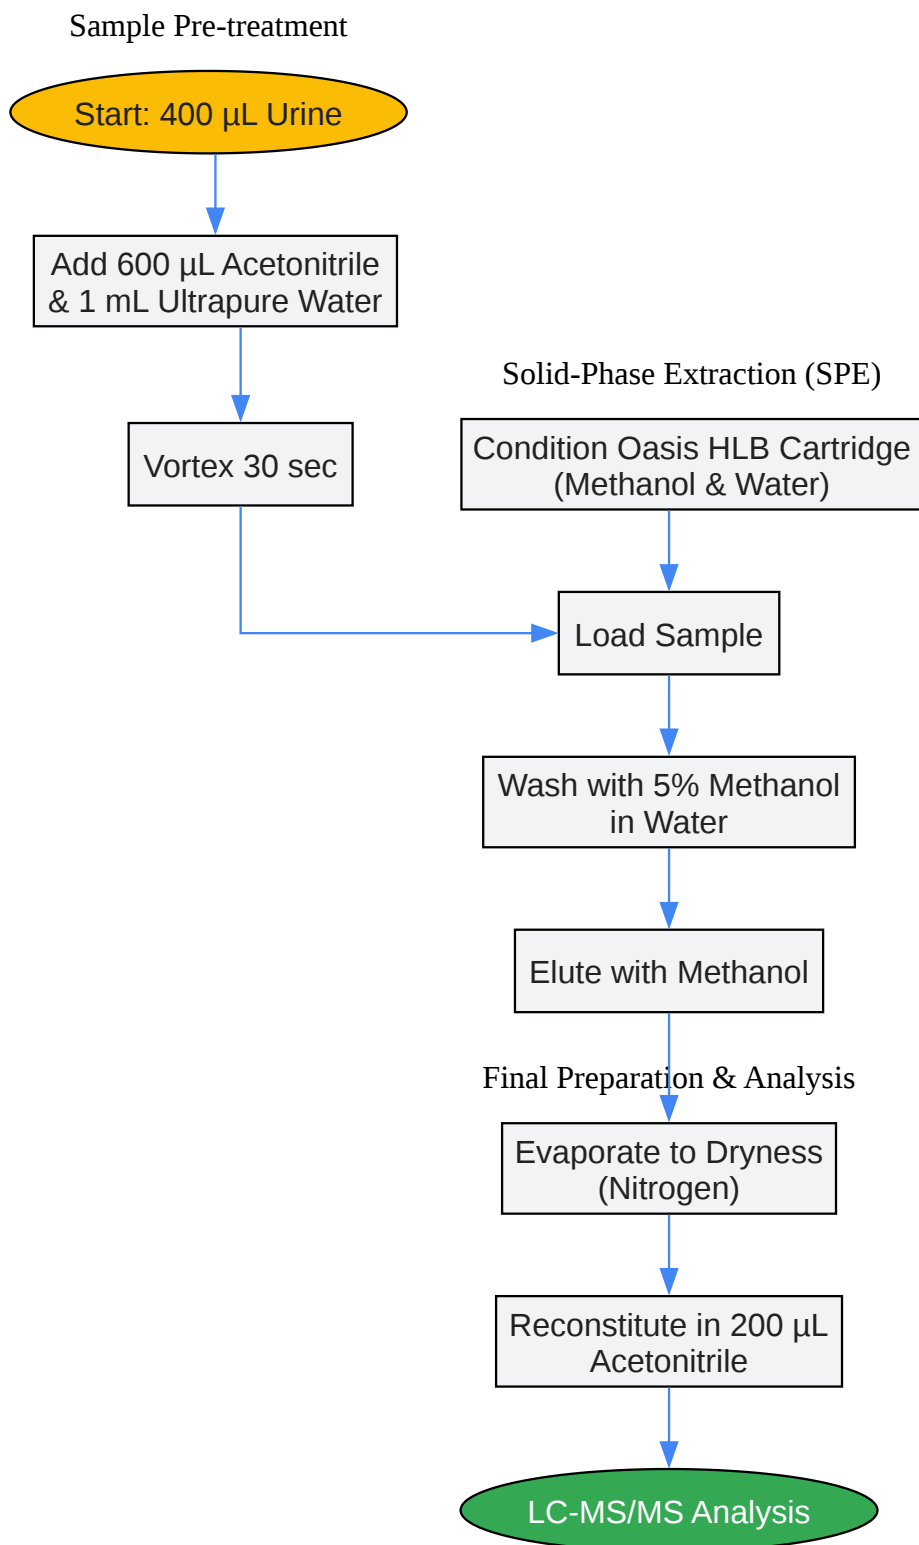 Sample Pre-treatment
Start: 400 µL Urine
Add 600 µL Acetonitrile
& 1 mL Ultrapure Water
Vortex 30 sec
Solid-Phase Extraction (SPE)
Condition Oasis HLB Cartridge
(Methanol & Water)
Load Sample
Wash with 5% Methanol
in Water
Elute with Methanol
Final Preparation & Analysis
Evaporate to Dryness
(Nitrogen)
Reconstitute in 200 µL
Acetonitrile
LC-MS/MS Analysis